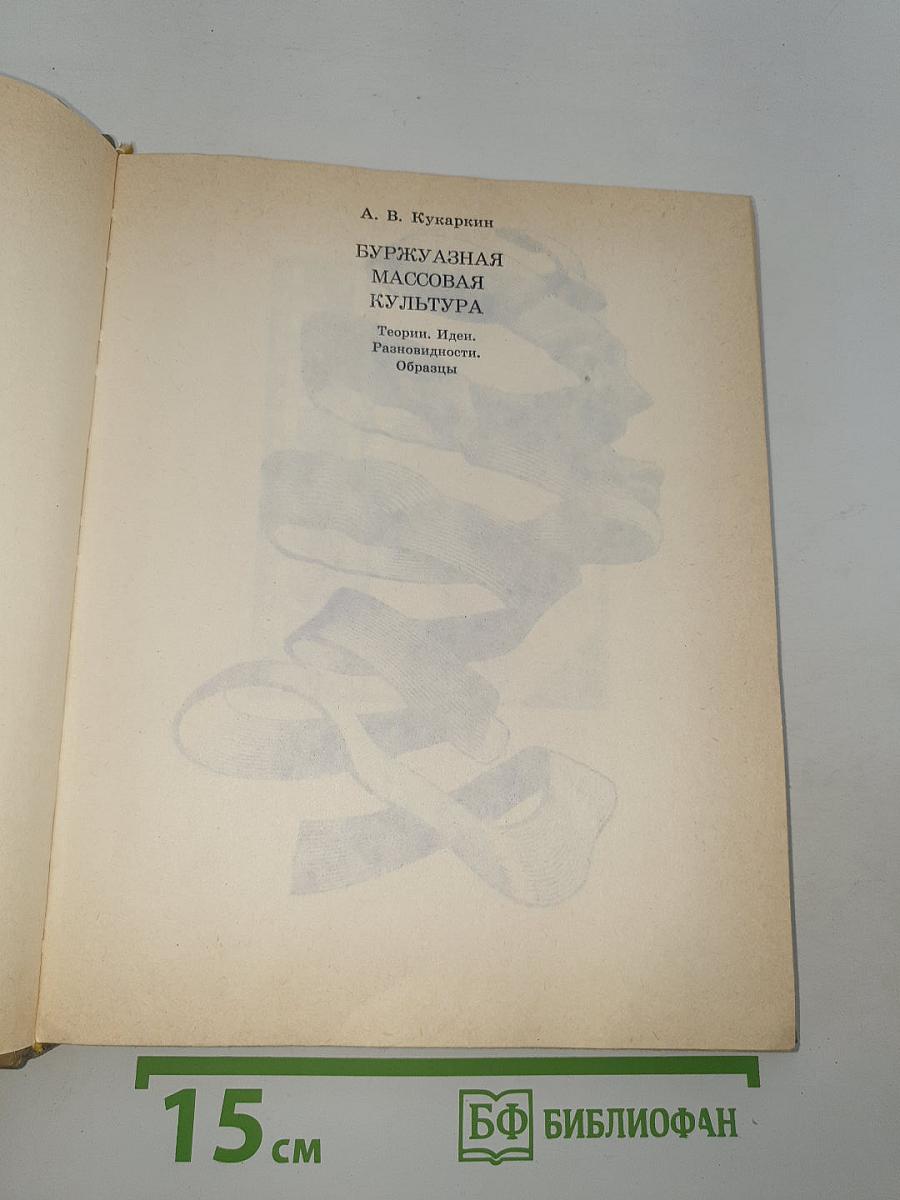 А. В. Кукаркин
БУРЖУАЗНАЯ
МАССОВАЯ
КУЛЬТУРА
Теории. Идеи.
Разновидности.
Образцы
15 см
БФ БИБЛИОФАН